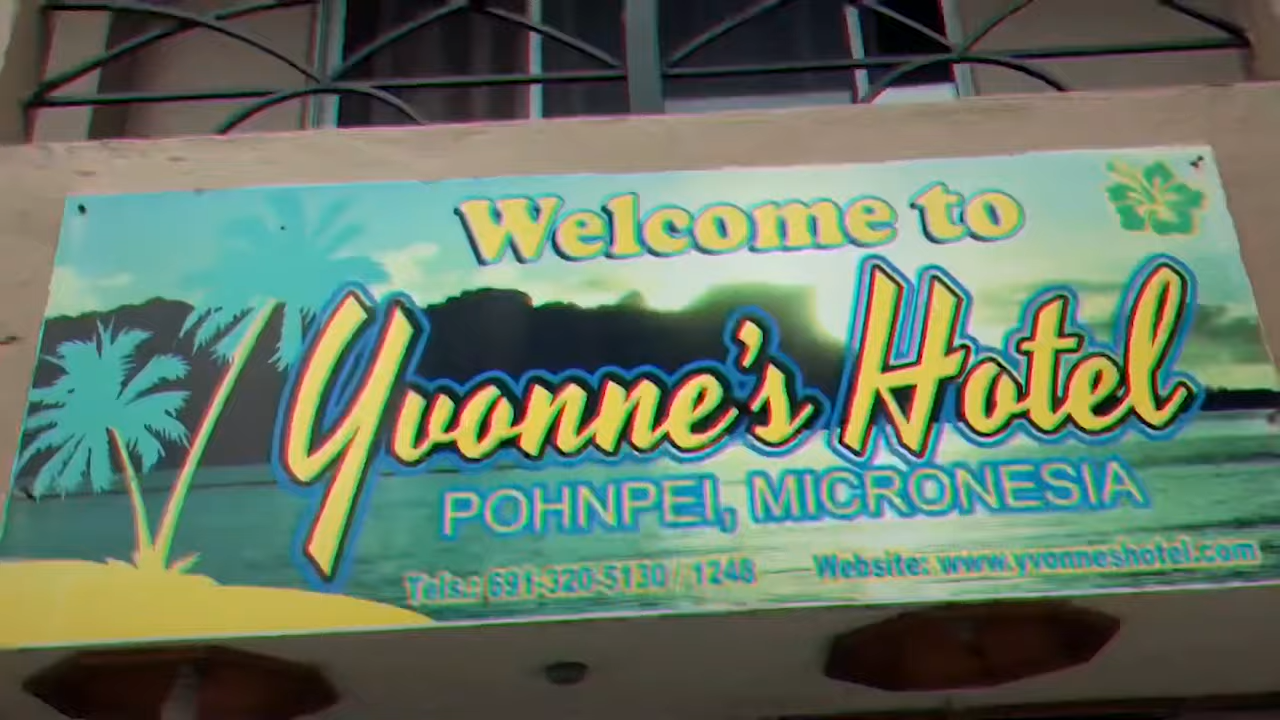 Welcome to
Yvonne's Hotel
POHNPEI, MICRONESIA
Tels.: 691-320-5130 / 1248 Website: www.yvonneshotel.com